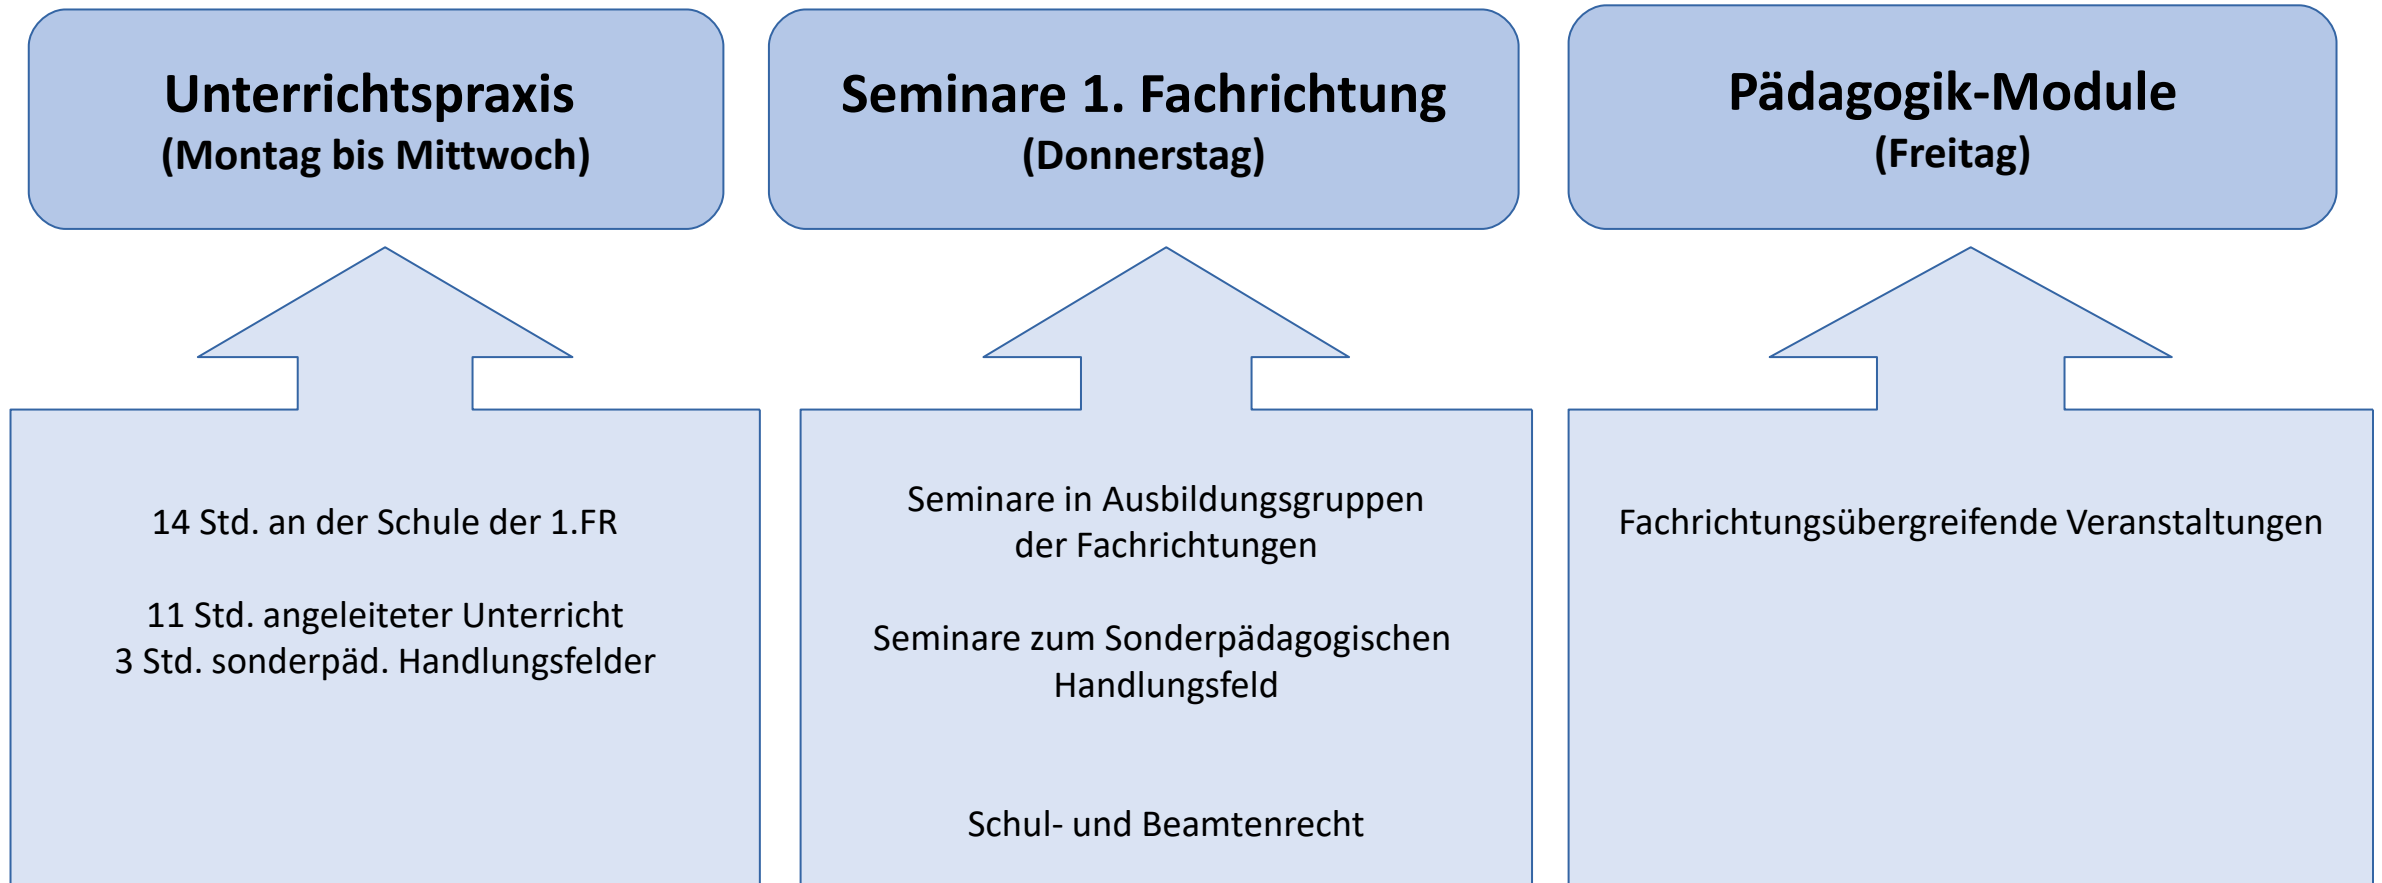 Unterrichtspraxis
(Montag bis Mittwoch)
Seminare 1. Fachrichtung
(Donnerstag)
Pädagogik-Module
(Freitag)
14 Std. an der Schule der 1.FR
11 Std. angeleiteter Unterricht
3 Std. sonderpäd. Handlungsfelder
Seminare in Ausbildungsgruppen
der Fachrichtungen
Seminare zum Sonderpädagogischen
Handlungsfeld
Schul- und Beamtenrecht
Fachrichtungsübergreifende Veranstaltungen